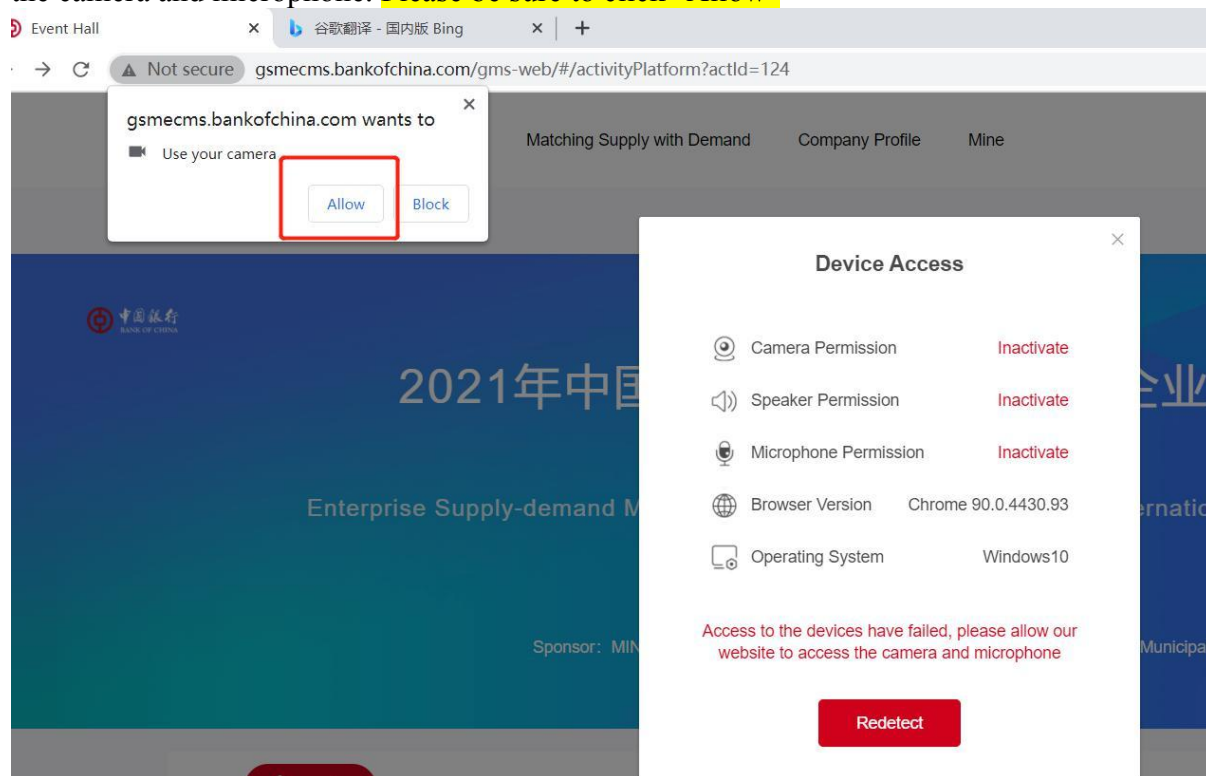 the camera and microphone. Please be sure to click "Allow"
Event Hall
谷歌翻译 - 国内版 Bing
Not secure
gsmecms.bankofchina.com/gms-web/#/activityPlatform?actId=124
gsmecms.bankofchina.com wants to
Use your camera
Allow
Block
Matching Supply with Demand
Company Profile
Mine
中国银行
BANK OF CHINA
2021年中国
企业
Enterprise Supply-demand M
Sponsor: MIN
Municipa
Device Access
Camera Permission
Inactivate
Speaker Permission
Inactivate
Microphone Permission
Inactivate
Browser Version
Chrome 90.0.4430.93
Operating System
Windows10
Access to the devices have failed, please allow our
website to access the camera and microphone
Redetect